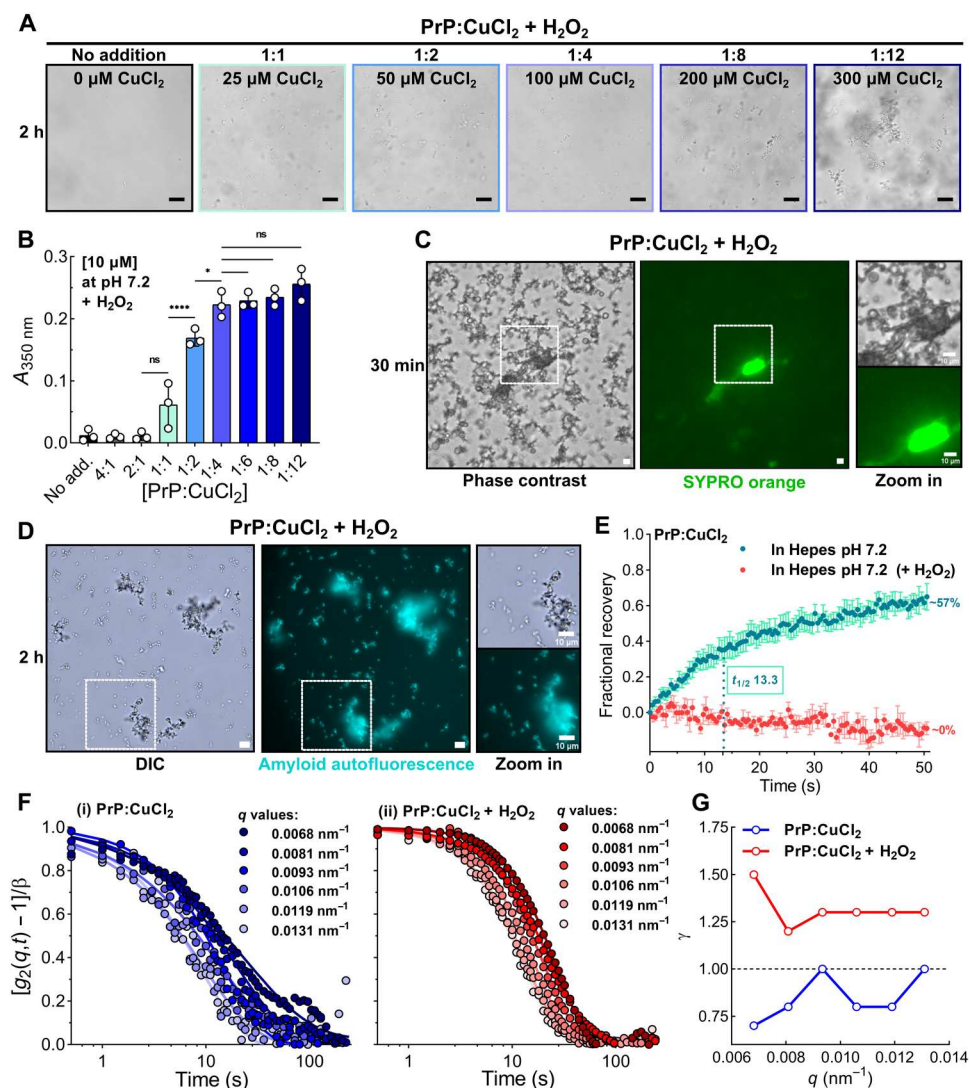 A
PrP:CuCl₂ + H₂O₂
No addition 1:1 1:2 1:4 1:8 1:12
0 µM CuCl₂ 25 µM CuCl₂ 50 µM CuCl₂ 100 µM CuCl₂ 200 µM CuCl₂ 300 µM CuCl₂
2 h
B
[10 µM]
at pH 7.2
+ H₂O₂
ns
*
****
ns
A350 nm
0.3
0.2
0.1
0.0
No add. 4:1 2:1 1:1 1:2 1:4 1:6 1:8 1:12
[PrP:CuCl₂]
C
PrP:CuCl₂ + H₂O₂
30 min
10 µm
10 µm
Phase contrast SYPRO orange Zoom in
D
PrP:CuCl₂ + H₂O₂
2 h
10 µm
10 µm
DIC Amyloid autofluorescence Zoom in
E
PrP:CuCl₂
In Hepes pH 7.2
In Hepes pH 7.2 (+ H₂O₂)
Fractional recovery
1.0
0.8
0.6
0.4
0.2
0.0
~57%
t1/2 13.3
~0%
0 10 20 30 40 50
Time (s)
F
(i) PrP:CuCl₂
q values:
0.0068 nm⁻¹
0.0081 nm⁻¹
0.0093 nm⁻¹
0.0106 nm⁻¹
0.0119 nm⁻¹
0.0131 nm⁻¹
[g₂(q,t) − 1]/β
1.0
0.8
0.6
0.4
0.2
0.0
1 10 100
Time (s)
(ii) PrP:CuCl₂ + H₂O₂
q values:
0.0068 nm⁻¹
0.0081 nm⁻¹
0.0093 nm⁻¹
0.0106 nm⁻¹
0.0119 nm⁻¹
0.0131 nm⁻¹
1 10 100
Time (s)
G
PrP:CuCl₂
PrP:CuCl₂ + H₂O₂
γ
1.75
1.50
1.25
1.00
0.75
0.006 0.008 0.010 0.012 0.014
q (nm⁻¹)